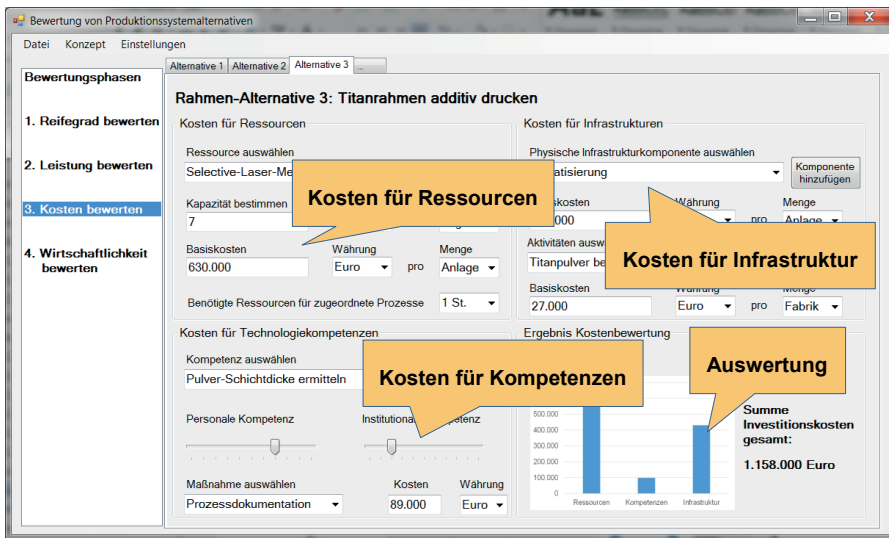 Bewertung von Produktionssystemalternativen
Datei Konzept Einstellungen
Bewertungsphasen
1. Reifegrad bewerten
2. Leistung bewerten
3. Kosten bewerten
4. Wirtschaftlichkeit
bewerten
Alternative 1 Alternative 2 Alternative 3 ...
Rahmen-Alternative 3: Titanrahmen additiv drucken
Kosten für Ressourcen
Ressource auswählen
Kapazität bestimmen
7
Basiskosten Währung Menge
630.000 Euro pro Anlage
Benötigte Ressourcen für zugeordnete Prozesse 1 St.
Kosten für Ressourcen
Kosten für Infrastrukturen
Physische Infrastrukturkomponente auswählen
Komponente
hinzufügen
Währung Menge
pro Anlage
Basiskosten Währung Menge
27.000 Euro pro Fabrik
Kosten für Infrastruktur
Kosten für Technologiekompetenzen
Kompetenz auswählen
Pulver-Schichtdicke ermitteln
Personale Kompetenz
Maßnahme auswählen Kosten Währung
Prozessdokumentation 89.000 Euro
Kosten für Kompetenzen
Ergebnis Kostenbewertung
Auswertung
500.000
400.000
300.000
200.000
100.000
0
Ressourcen Kompetenzen Infrastruktur
Summe
Investitionskosten
gesamt:
1.158.000 Euro